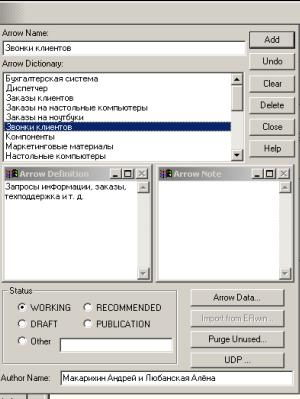 Arrow Name:
Звонки клиентов
Add
Arrow Dictionary:
Undo
Бухгалтерская система
Диспетчер
Заказы клиентов
Заказы на настольные компьютеры
Заказы на ноутбуки
Звонки клиентов
Компоненты
Маркетинговые материалы
Настольные компьютеры
Clear
Delete
Close
Help
Arrow Definition
Arrow Note
Запросы информации, заказы,
техподдержка и т. д.
Status
WORKING
RECOMMENDED
DRAFT
PUBLICATION
Other
Arrow Data...
Import from ERwin...
Purge Unused...
UDP ...
Author Name:
Макарихин Андрей и Любанская Алёна